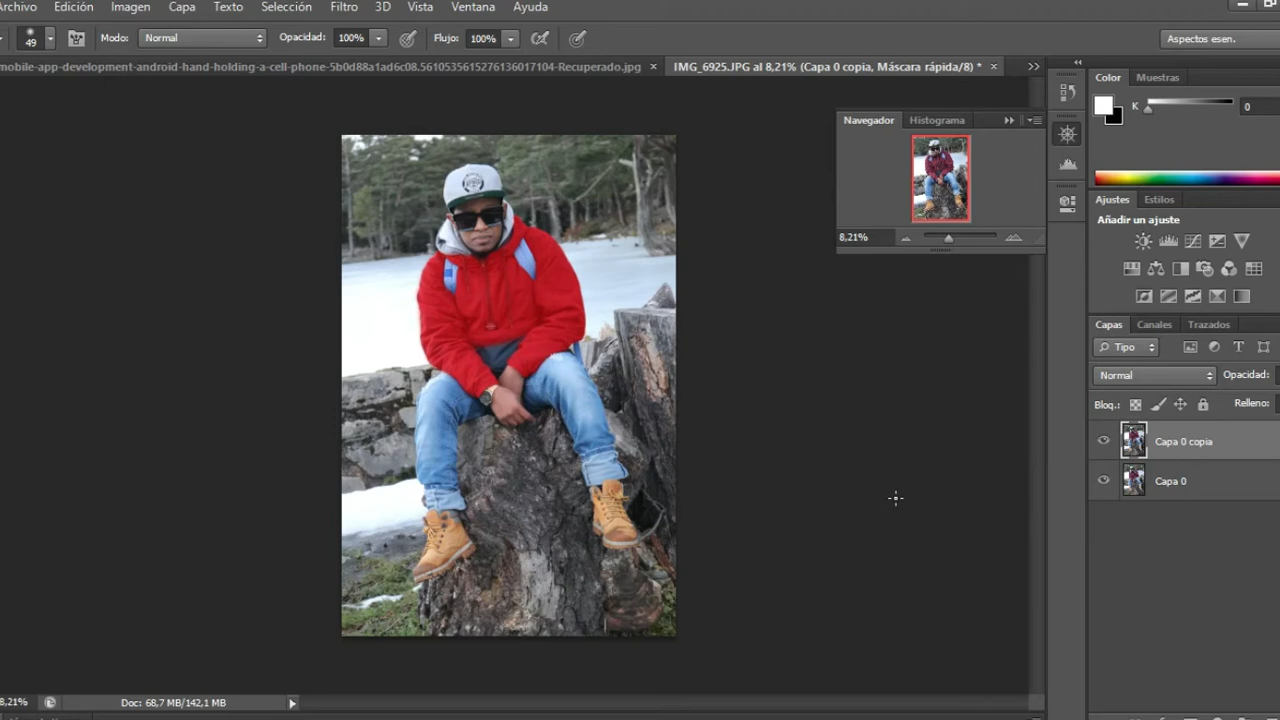 Archivo Edición Imagen Capa Texto Selección Filtro 3D Vista Ventana Ayuda
49 Modo: Normal Opacidad: 100% Flujo: 100% Aspectos esen.
mobile-app-development-android-hand-holding-a-cell-phone-5b0d88a1ad6c08.5610535615276136017104-Recuperado.jpg × IMG_6925.JPG al 8,21% (Capa 0 copia, Máscara rápida/8) * ×
Color Muestras
K 0
Navegador Histograma
8,21%
Ajustes Estilos
Añadir un ajuste
Capas Canales Trazados
Tipo
Normal Opacidad:
Bloq.: Relleno:
Capa 0 copia
Capa 0
8,21% Doc: 68,7 MB/142,1 MB